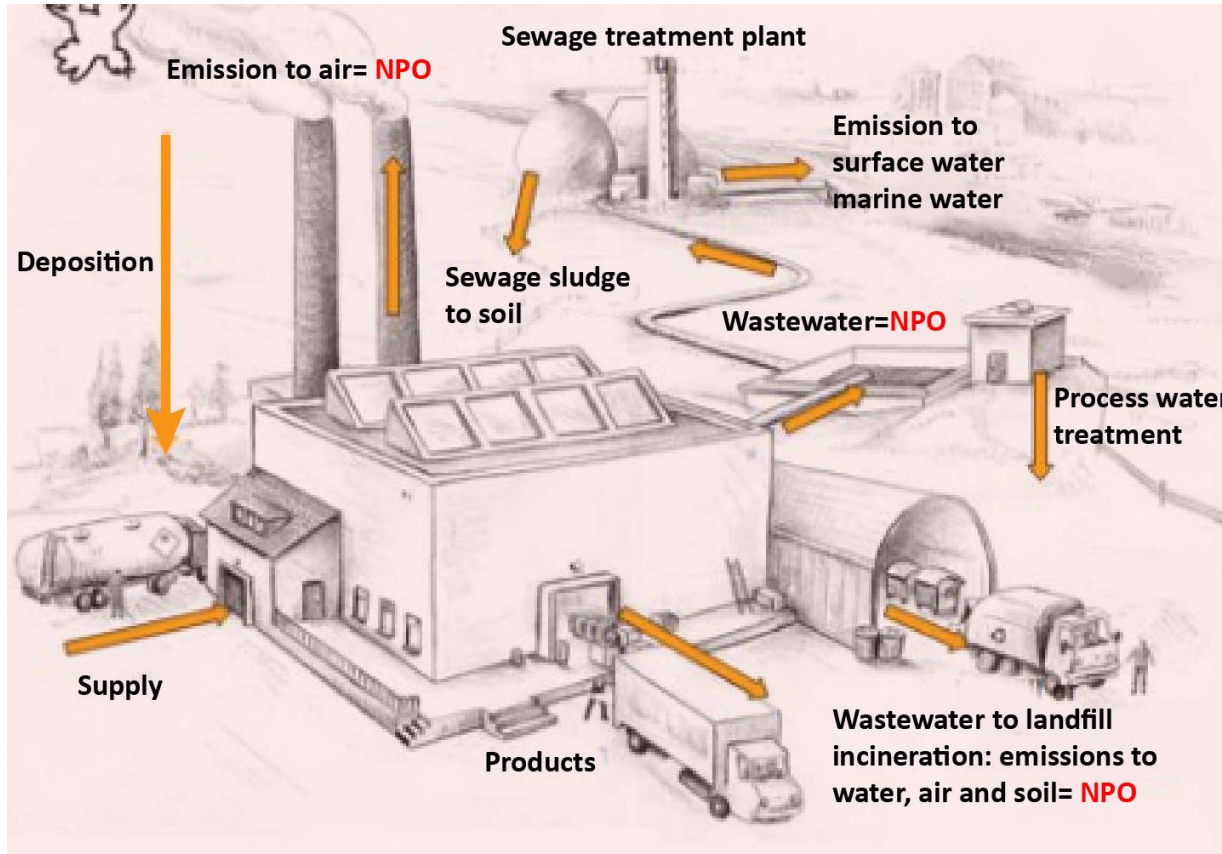 Sewage treatment plant
Emission to air= NPO
Emission to
surface water
marine water
Deposition
Sewage sludge
to soil
Wastewater=NPO
Process water
treatment
Supply
Products
Wastewater to landfill
incineration: emissions to
water, air and soil= NPO